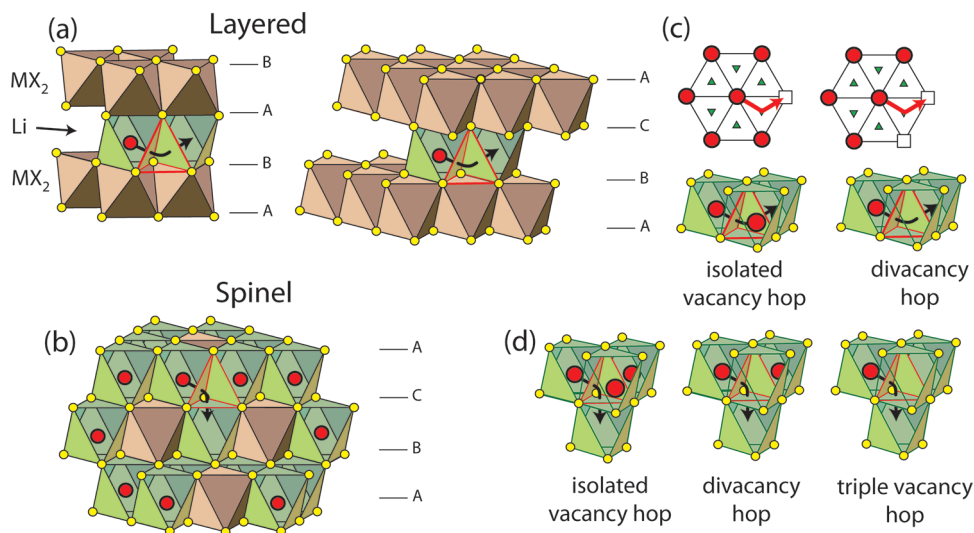 (a)
Layered
MX2
Li
MX2
B
A
B
A
A
C
B
A
(c)
isolated
vacancy hop
divacancy
hop
Spinel
(b)
A
C
B
A
(d)
isolated
vacancy hop
divacancy
hop
triple vacancy
hop